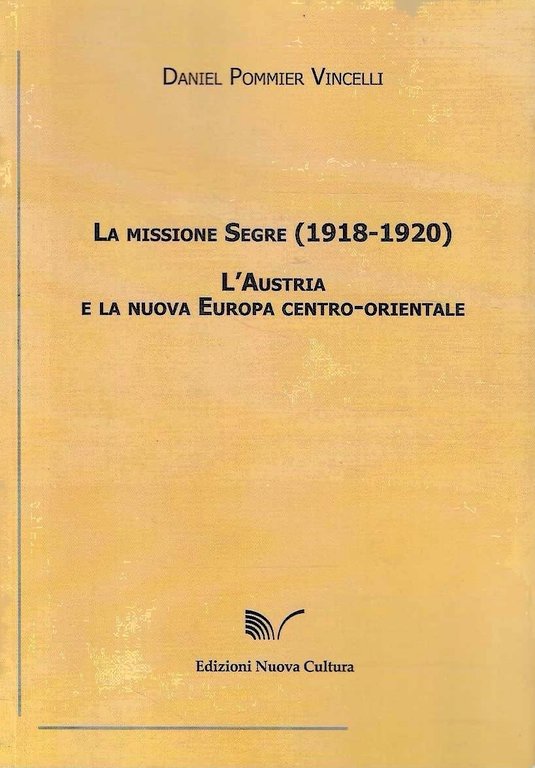 Daniel Pommier Vincelli
La missione Segre (1918-1920)
L'Austria
e la nuova Europa centro-orientale
Edizioni Nuova Cultura